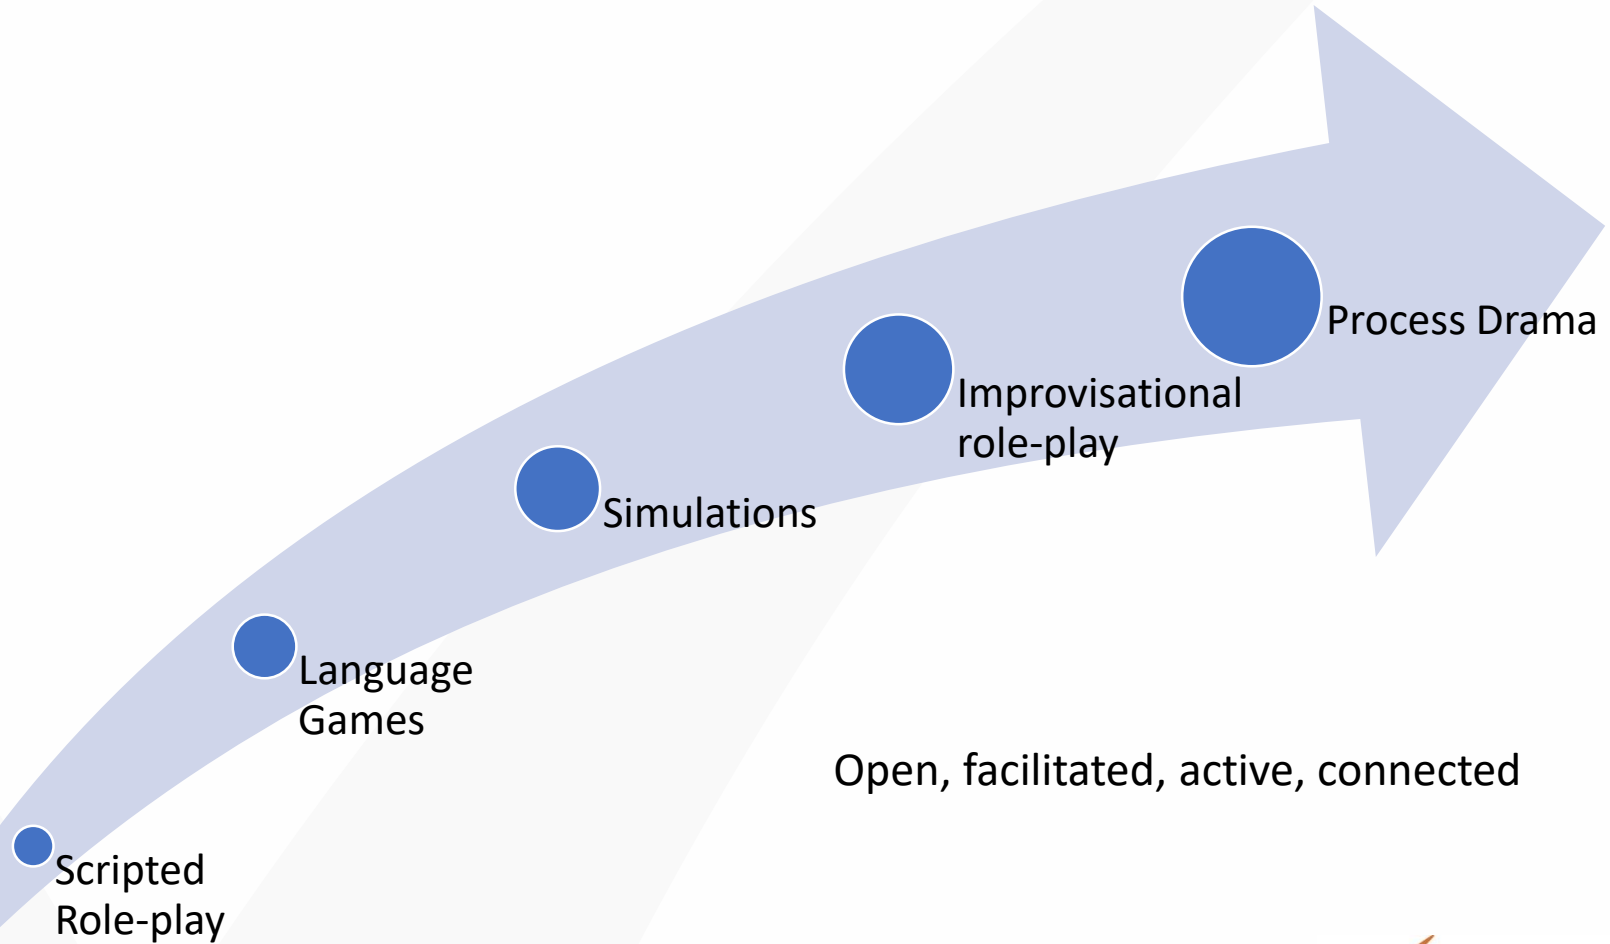 Process Drama
Improvisational
role-play
Simulations
Language
Games
Open, facilitated, active, connected
Scripted
Role-play